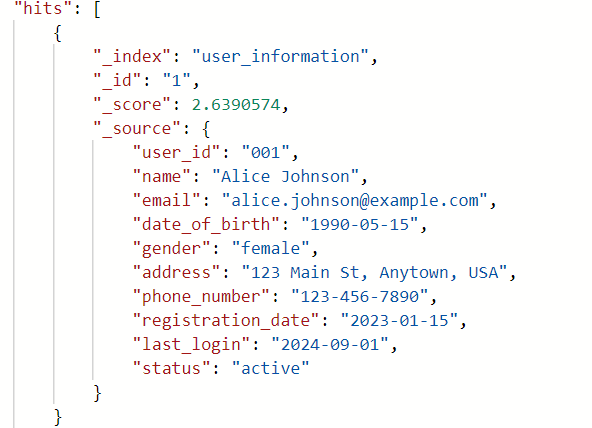 "hits": [
{
"_index": "user_information",
"_id": "1",
"_score": 2.6390574,
"_source": {
"user_id": "001",
"name": "Alice Johnson",
"email": "alice.johnson@example.com",
"date_of_birth": "1990-05-15",
"gender": "female",
"address": "123 Main St, Anytown, USA",
"phone_number": "123-456-7890",
"registration_date": "2023-01-15",
"last_login": "2024-09-01",
"status": "active"
}
}